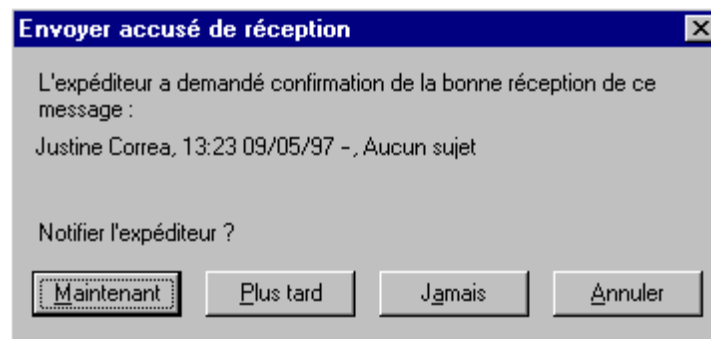 Envoyer accusé de réception
L'expéditeur a demandé confirmation de la bonne réception de ce
message :
Justine Correa, 13:23 09/05/97 -, Aucun sujet
Notifier l'expéditeur ?
Maintenant Plus tard Jamais Annuler